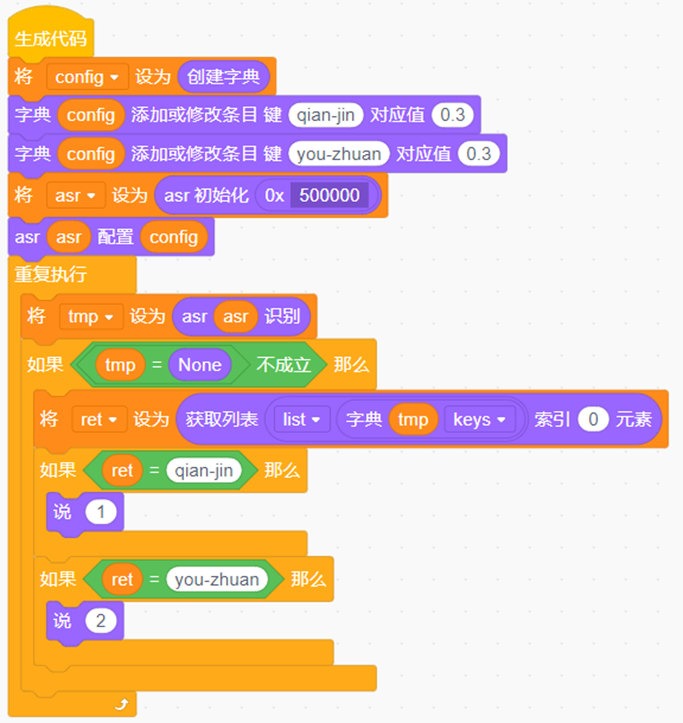 生成代码
将 config 设为 创建字典
字典 config 添加或修改条目 键 qian-jin 对应值 0.3
字典 config 添加或修改条目 键 you-zhuan 对应值 0.3
将 asr 设为 asr 初始化 0x 500000
asr asr 配置 config
重复执行
将 tmp 设为 asr asr 识别
如果 tmp = None 不成立 那么
将 ret 设为 获取列表 list 字典 tmp keys 索引 0 元素
如果 ret = qian-jin 那么
说 1
如果 ret = you-zhuan 那么
说 2